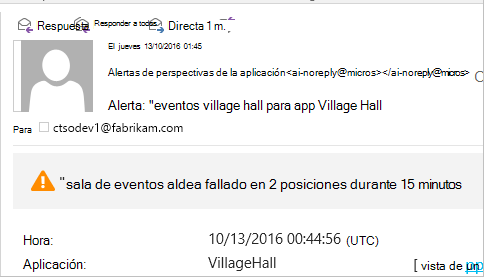 Respuesta Responder a todos Directa 1 m.
El jueves 13/10/2016 01:45
Alertas de perspectivas de la aplicación<ai-noreply@micros></ai-noreply@micros>
Alerta: "eventos village hall para app Village Hall
Para ctsodev1@fabrikam.com
"sala de eventos aldea fallado en 2 posiciones durante 15 minutos
Hora: 10/13/2016 00:44:56 (UTC)
Aplicación: VillageHall [ vista de un